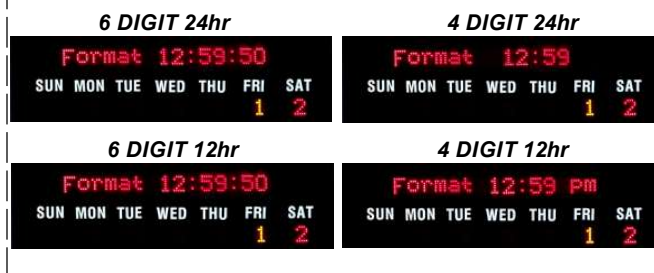 6 DIGIT 24hr
Format 12:59:50
SUN MON TUE WED THU FRI SAT
1 2
4 DIGIT 24hr
Format 12:59
SUN MON TUE WED THU FRI SAT
1 2
6 DIGIT 12hr
Format 12:59:50
SUN MON TUE WED THU FRI SAT
1 2
4 DIGIT 12hr
Format 12:59 PM
SUN MON TUE WED THU FRI SAT
1 2